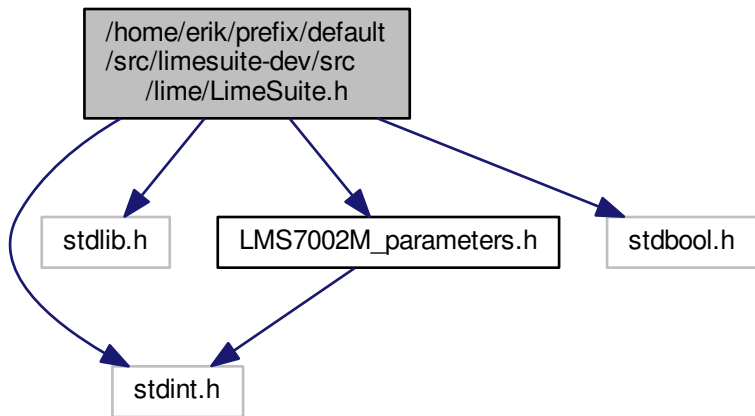 /home/erik/prefix/default
/src/limesuite-dev/src
/lime/LimeSuite.h
stdlib.h
LMS7002M_parameters.h
stdbool.h
stdint.h